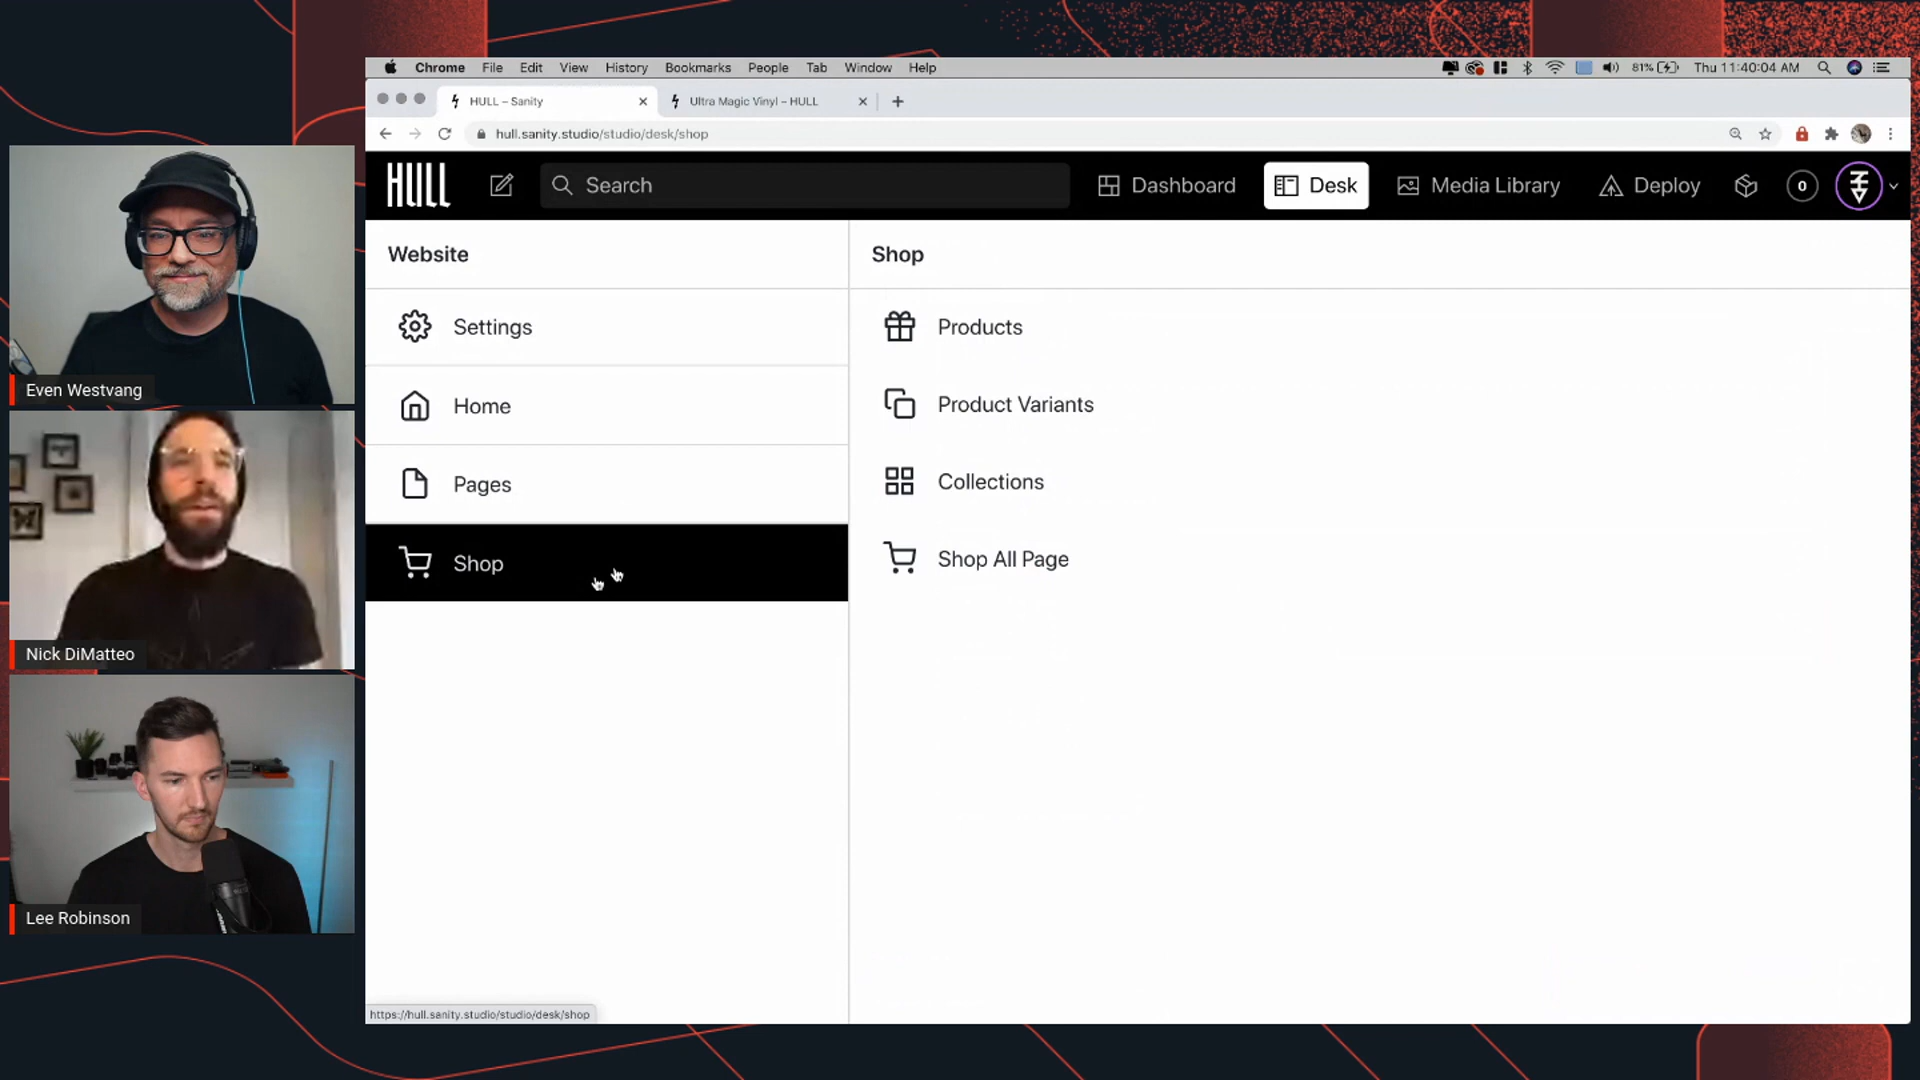 Chrome File Edit View History Bookmarks People Tab Window Help
81% Thu 11:40:04 AM
HULL – Sanity
Ultra Magic Vinyl – HULL
hull.sanity.studio/studio/desk/shop
HULL
Search
Dashboard
Desk
Media Library
Deploy
0
Website
Shop
Settings
Home
Pages
Shop
Products
Product Variants
Collections
Shop All Page
https://hull.sanity.studio/studio/desk/shop
Even Westvang
Nick DiMatteo
Lee Robinson